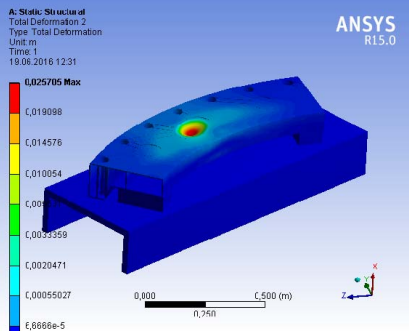 A: Static Structural
Total Deformation 2
Type: Total Deformation
Unit: m
Time: 1
19.06.2016 12:31
ANSYS
R15.0
0,025705 Max
0,019098
0,014576
0,010054
0,0033359
0,0020471
0,00055027
6,6666e-5
0,000
0,500 (m)
0,250
X
Y
Z